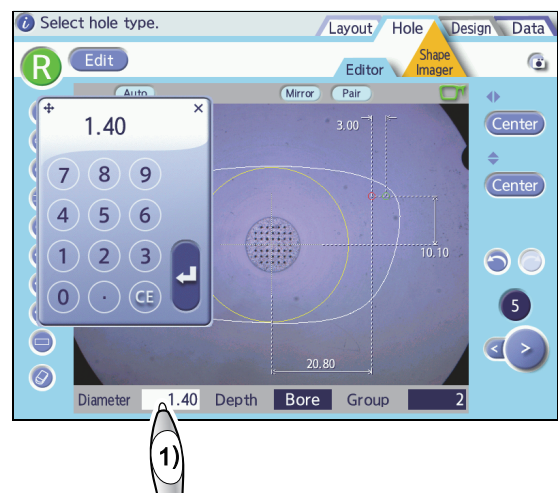 Select hole type.
Layout Hole Design Data
R Edit
Editor Shape Imager
Auto Mirror Pair
1.40 ×
3.00
Center
7 8 9
4 5 6
Center
1 2 3
0 · CE
10.10
5
< >
20.80
Diameter 1.40 Depth Bore Group 2
1)